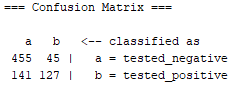 === Confusion Matrix ===
a b <-- classified as
455 45 | a = tested_negative
141 127 | b = tested_positive